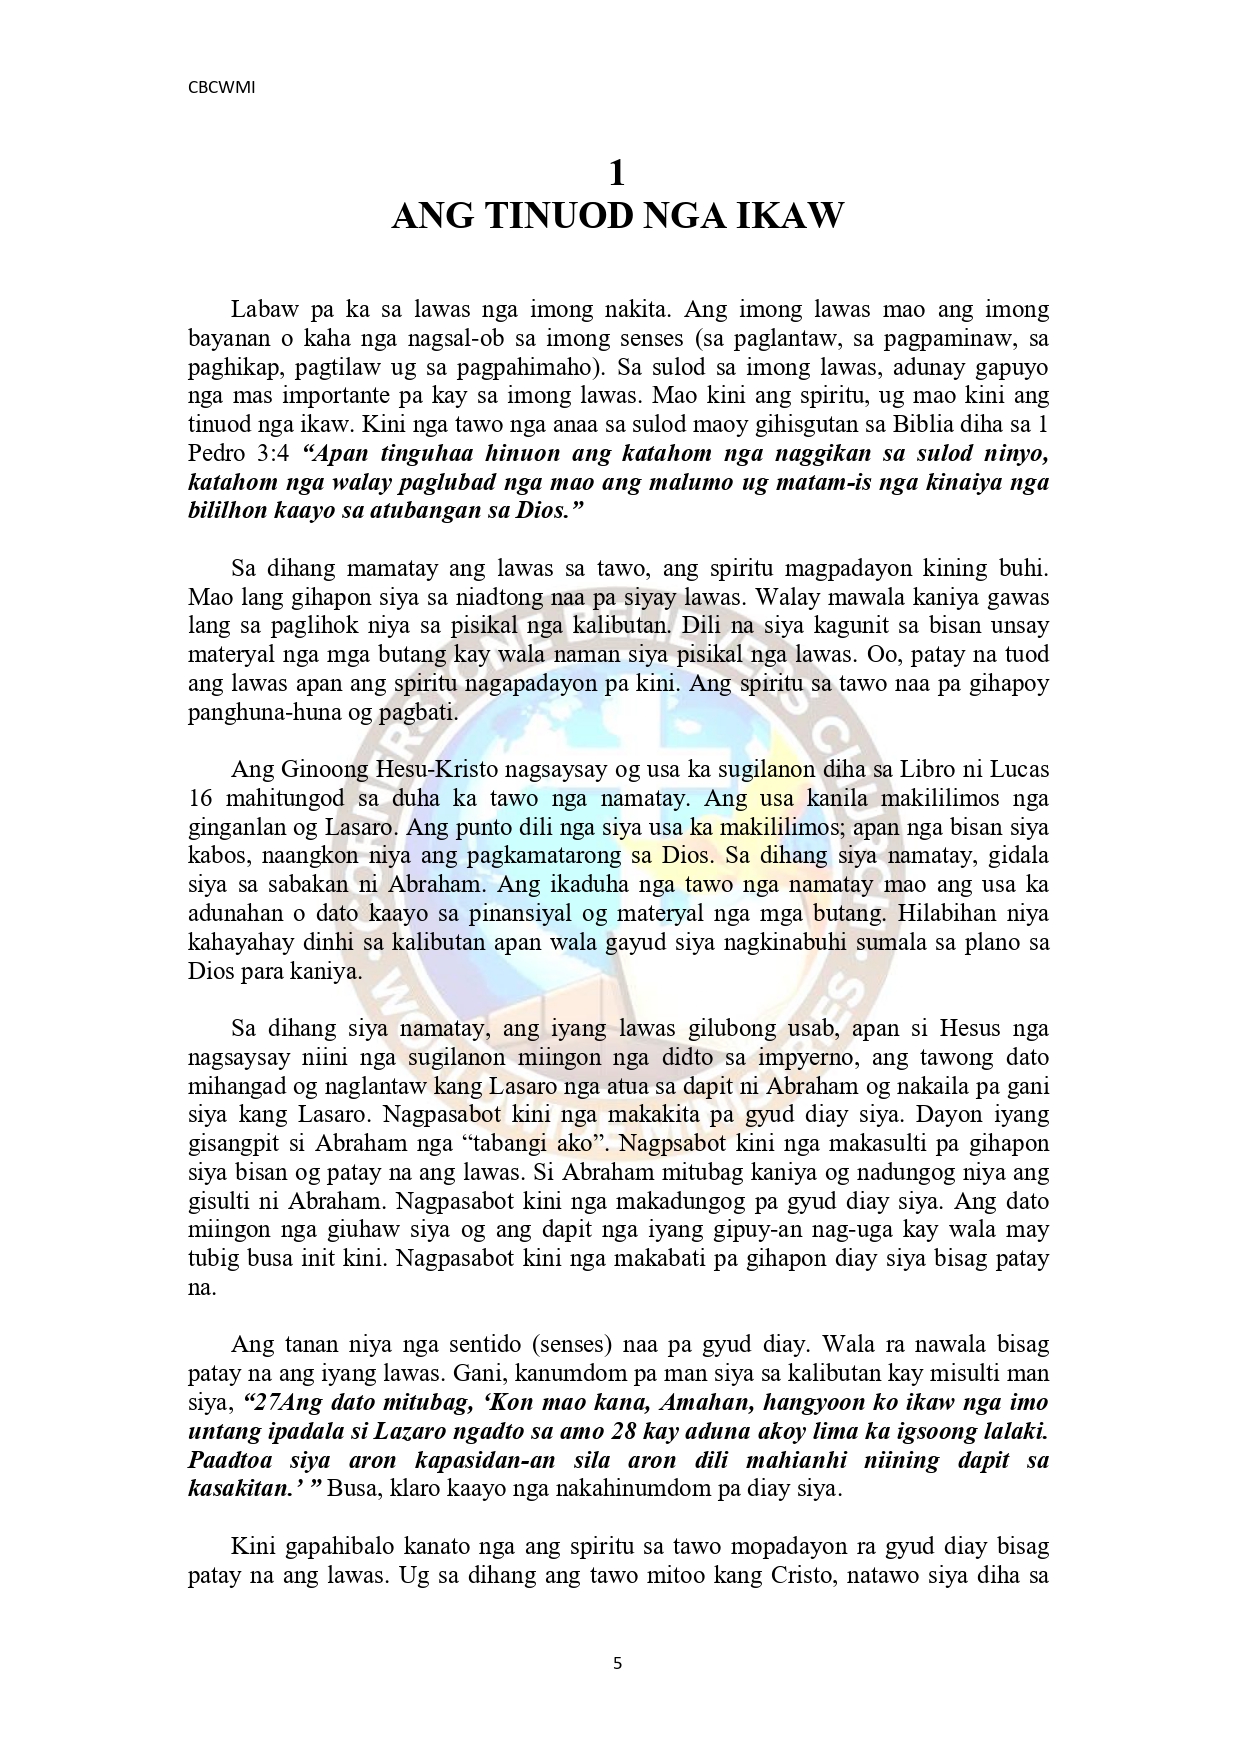 CBCWMI
1
ANG TINUOD NGA IKAW
Labaw pa ka sa lawas nga imong nakita. Ang imong lawas mao ang imong
bayanan o kaha nga nagsal-ob sa imong senses (sa paglantaw, sa pagpaminaw, sa
paghikap, pagtilaw ug sa pagpahimaho). Sa sulod sa imong lawas, adunay gapuyo
nga mas importante pa kay sa imong lawas. Mao kini ang spiritu, ug mao kini ang
tinuod nga ikaw. Kini nga tawo nga anaa sa sulod maoy gihisgutan sa Biblia diha sa 1
Pedro 3:4 “Apan tinguhaa hinuon ang katahom nga naggikan sa sulod ninyo,
katahom nga walay paglubad nga mao ang malumo ug matam-is nga kinaiya nga
bililhon kaayo sa atubangan sa Dios.”
Sa dihang mamatay ang lawas sa tawo, ang spiritu magpadayon kining buhi.
Mao lang gihapon siya sa niadtong naa pa siyay lawas. Walay mawala kaniya gawas
lang sa paglihok niya sa pisikal nga kalibutan. Dili na siya kagunit sa bisan unsay
materyal nga mga butang kay wala naman siya pisikal nga lawas. Oo, patay na tuod
ang lawas apan ang spiritu nagapadayon pa kini. Ang spiritu sa tawo naa pa gihapoy
panghuna-huna og pagbati.
Ang Ginoong Hesu-Kristo nagsaysay og usa ka sugilanon diha sa Libro ni Lucas
16 mahitungod sa duha ka tawo nga namatay. Ang usa kanila makililimos nga
ginganlan og Lasaro. Ang punto dili nga siya usa ka makililimos; apan nga bisan siya
kabos, naangkon niya ang pagkamatarong sa Dios. Sa dihang siya namatay, gidala
siya sa sabakan ni Abraham. Ang ikaduha nga tawo nga namatay mao ang usa ka
adunahan o dato kaayo sa pinansiyal og materyal nga mga butang. Hilabihan niya
kahayahay dinhi sa kalibutan apan wala gayud siya nagkinabuhi sumala sa plano sa
Dios para kaniya.
Sa dihang siya namatay, ang iyang lawas gilubong usab, apan si Hesus nga
nagsaysay niini nga sugilanon miingon nga didto sa impyerno, ang tawong dato
mihangad og naglantaw kang Lasaro nga atua sa dapit ni Abraham og nakaila pa gani
siya kang Lasaro. Nagpasabot kini nga makakita pa gyud diay siya. Dayon iyang
gisangpit si Abraham nga “tabangi ako”. Nagpsabot kini nga makasulti pa gihapon
siya bisan og patay na ang lawas. Si Abraham mitubag kaniya og nadungog niya ang
gisulti ni Abraham. Nagpasabot kini nga makadungog pa gyud diay siya. Ang dato
miingon nga giuhaw siya og ang dapit nga iyang gipuy-an nag-uga kay wala may
tubig busa init kini. Nagpasabot kini nga makabati pa gihapon diay siya bisag patay
na.
Ang tanan niya nga sentido (senses) naa pa gyud diay. Wala ra nawala bisag
patay na ang iyang lawas. Gani, kanumdom pa man siya sa kalibutan kay misulti man
siya, “27Ang dato mitubag, ‘Kon mao kana, Amahan, hangyoon ko ikaw nga imo
untang ipadala si Lazaro ngadto sa amo 28 kay aduna akoy lima ka igsoong lalaki.
Paadtoa siya aron kapasidan-an sila aron dili mahianhi niining dapit sa
kasakitan.’ ” Busa, klaro kaayo nga nakahinumdom pa diay siya.
Kini gapahibalo kanato nga ang spiritu sa tawo mopadayon ra gyud diay bisag
patay na ang lawas. Ug sa dihang ang tawo mitoo kang Cristo, natawo siya diha sa
5
CORNERSTONE BELIEVERS CHURCH
WORLDWIDE MINISTRIES